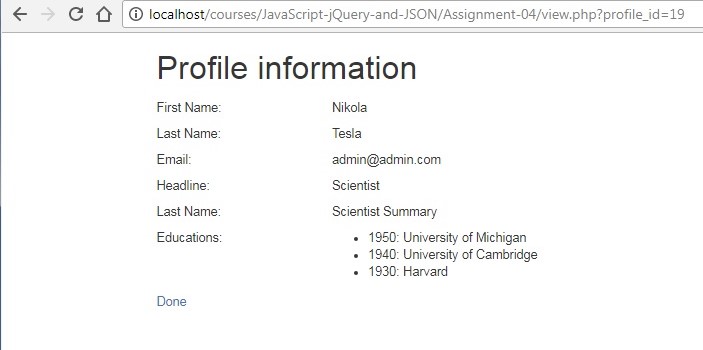 localhost/courses/JavaScript-jQuery-and-JSON/Assignment-04/view.php?profile_id=19
Profile information
First Name: Nikola
Last Name: Tesla
Email: admin@admin.com
Headline: Scientist
Last Name: Scientist Summary
Educations: • 1950: University of Michigan
• 1940: University of Cambridge
• 1930: Harvard
Done